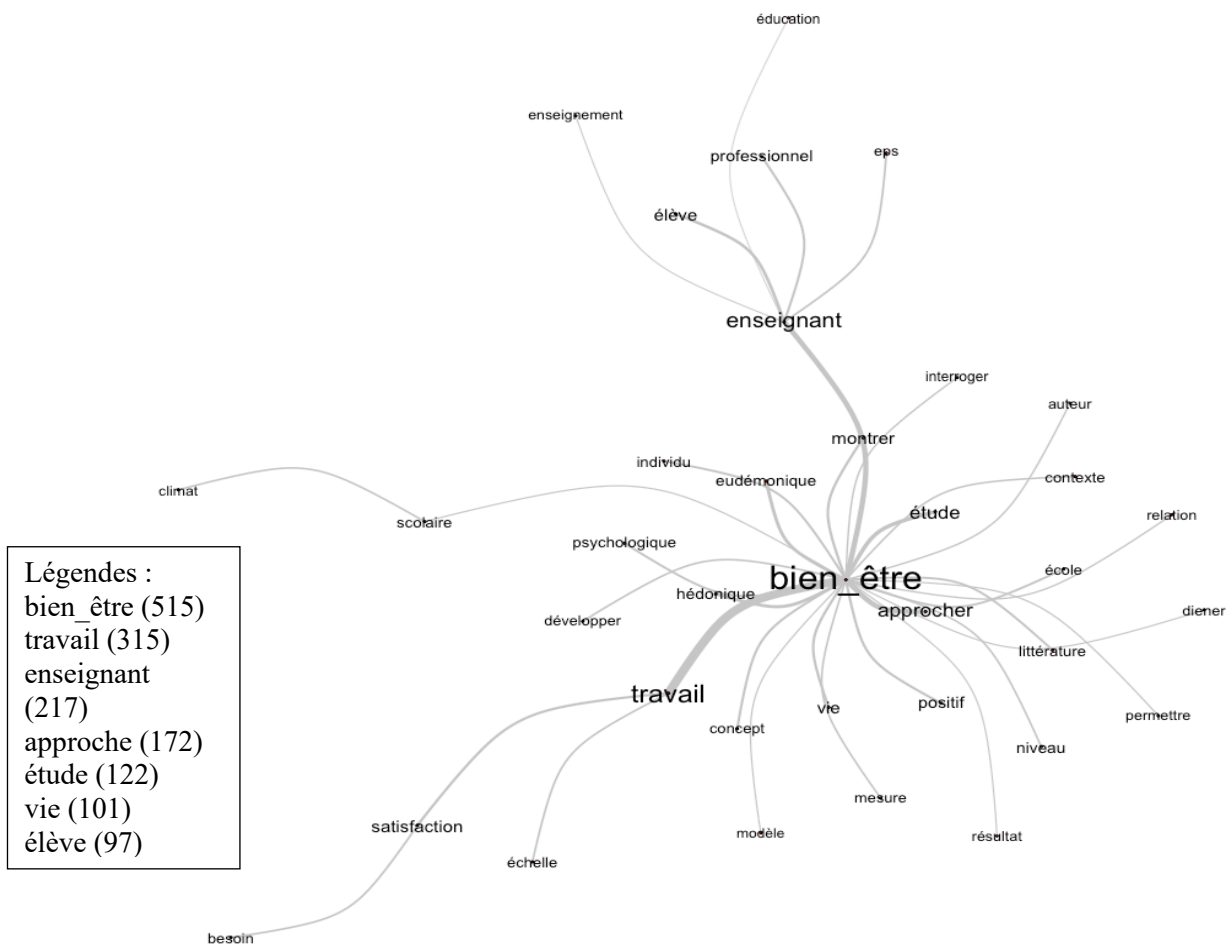 éducation
enseignement
professionnel
eps
élève
enseignant
interroger
auteur
montrer
individu
eudémonique
contexte
climat
scolaire
étude
relation
psychologique
école
bien_être
hédonique
approcher
développer
diener
littérature
travail
vie
positif
permettre
concept
niveau
mesure
satisfaction
modèle
résultat
échelle
besoin
Légendes :
bien_être (515)
travail (315)
enseignant
(217)
approche (172)
étude (122)
vie (101)
élève (97)